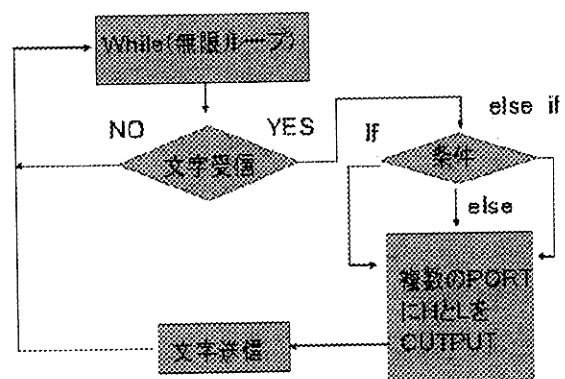 While(無限ループ)
NO
YES
文字受信
If
else if
条件
else
複数のPORT
にHとLを
OUTPUT
文字送信